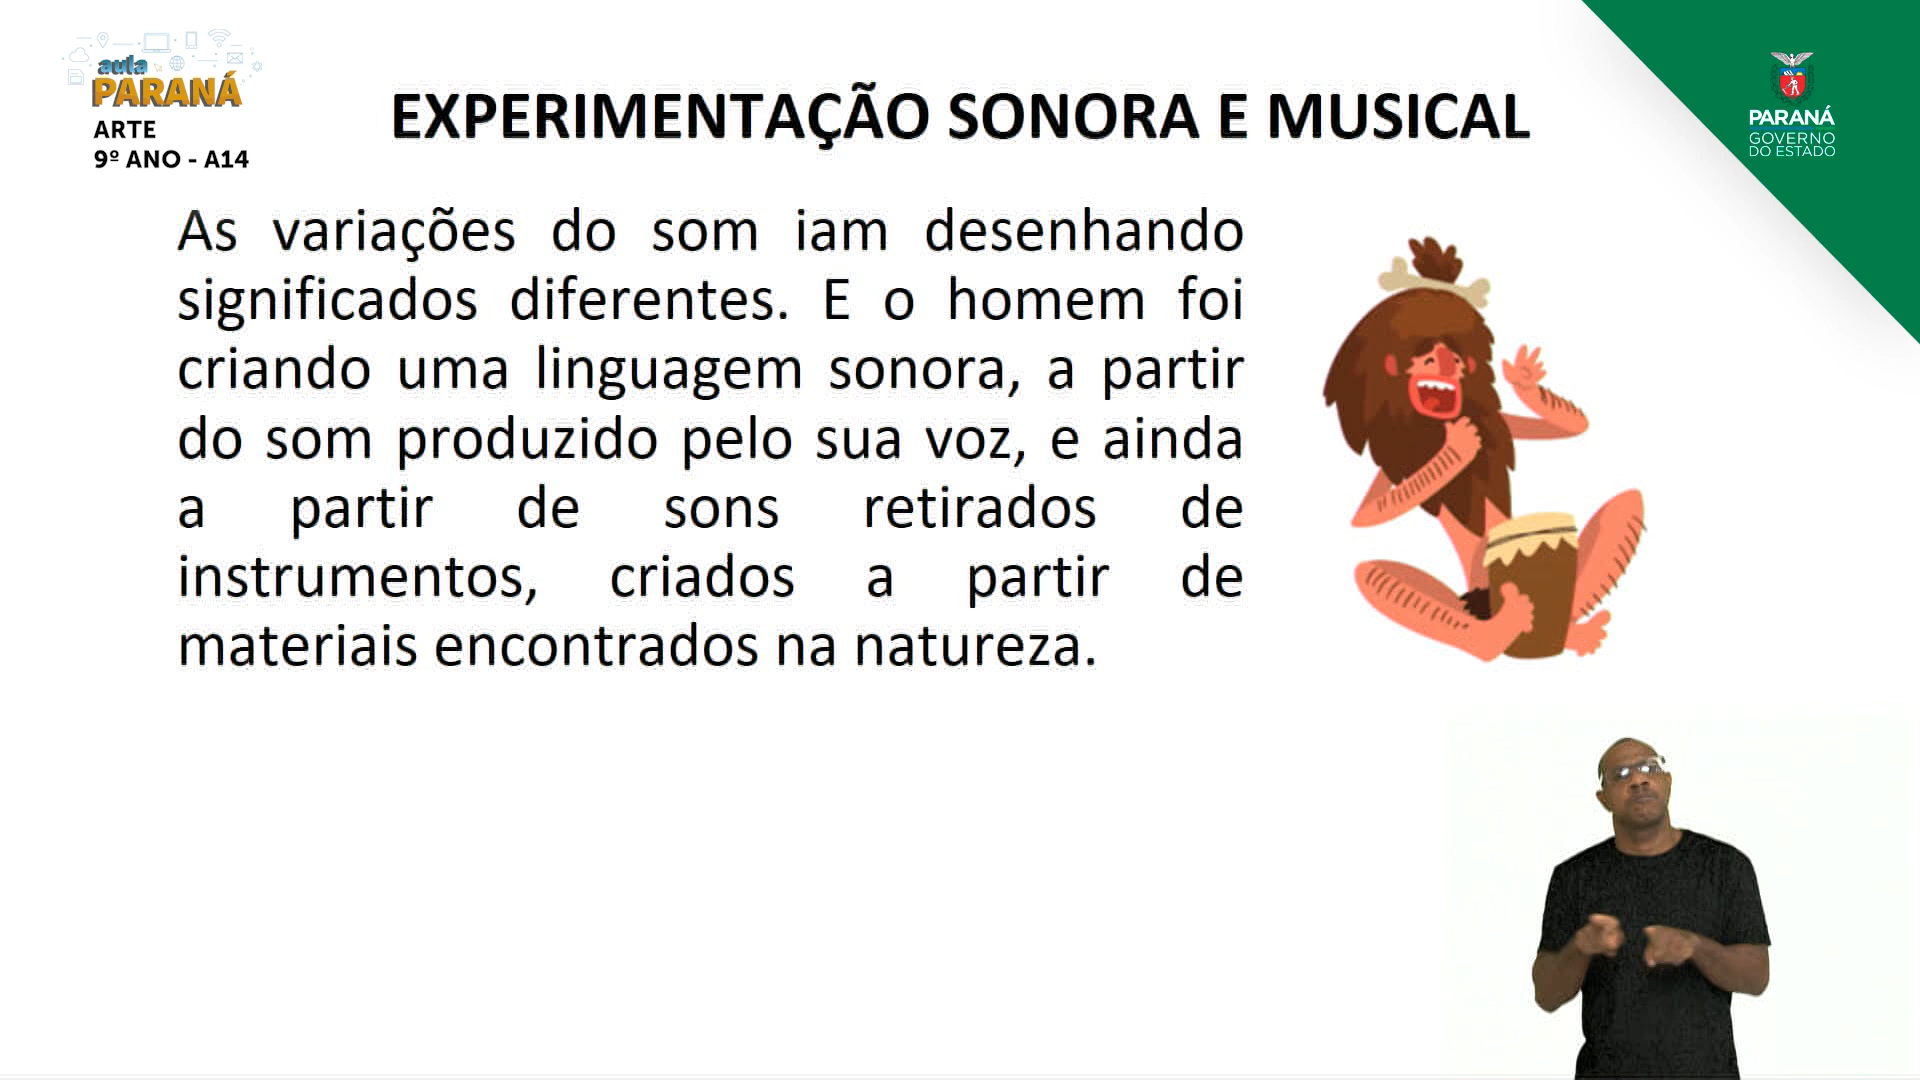 aula
PARANÁ
ARTE
9º ANO - A14
EXPERIMENTAÇÃO SONORA E MUSICAL
PARANÁ
GOVERNO
DO ESTADO
As variações do som iam desenhando
significados diferentes. E o homem foi
criando uma linguagem sonora, a partir
do som produzido pelo sua voz, e ainda
a partir de sons retirados de
instrumentos, criados a partir de
materiais encontrados na natureza.